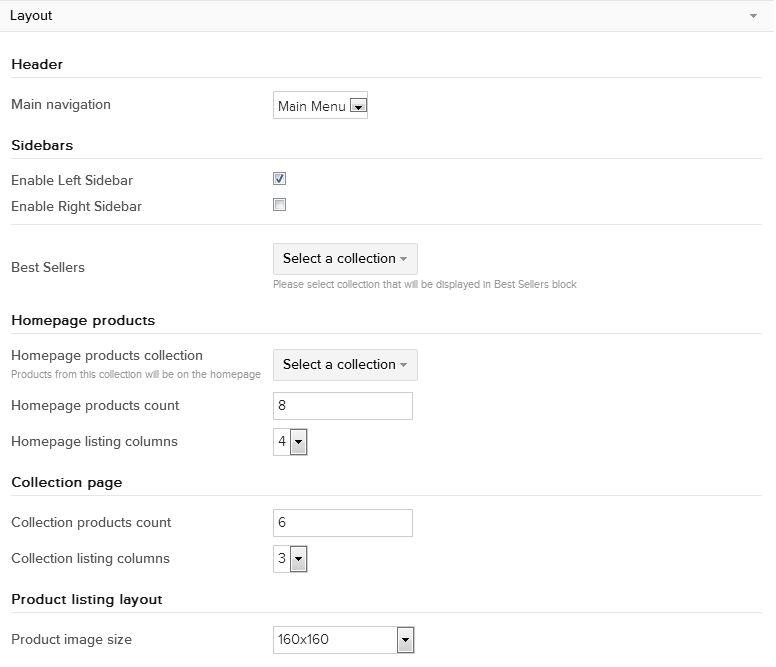 Layout
Header
Main navigation Main Menu
Sidebars
Enable Left Sidebar
Enable Right Sidebar
Best Sellers Select a collection
Please select collection that will be displayed in Best Sellers block
Homepage products
Homepage products collection Select a collection
Products from this collection will be on the homepage
Homepage products count 8
Homepage listing columns 4
Collection page
Collection products count 6
Collection listing columns 3
Product listing layout
Product image size 160x160